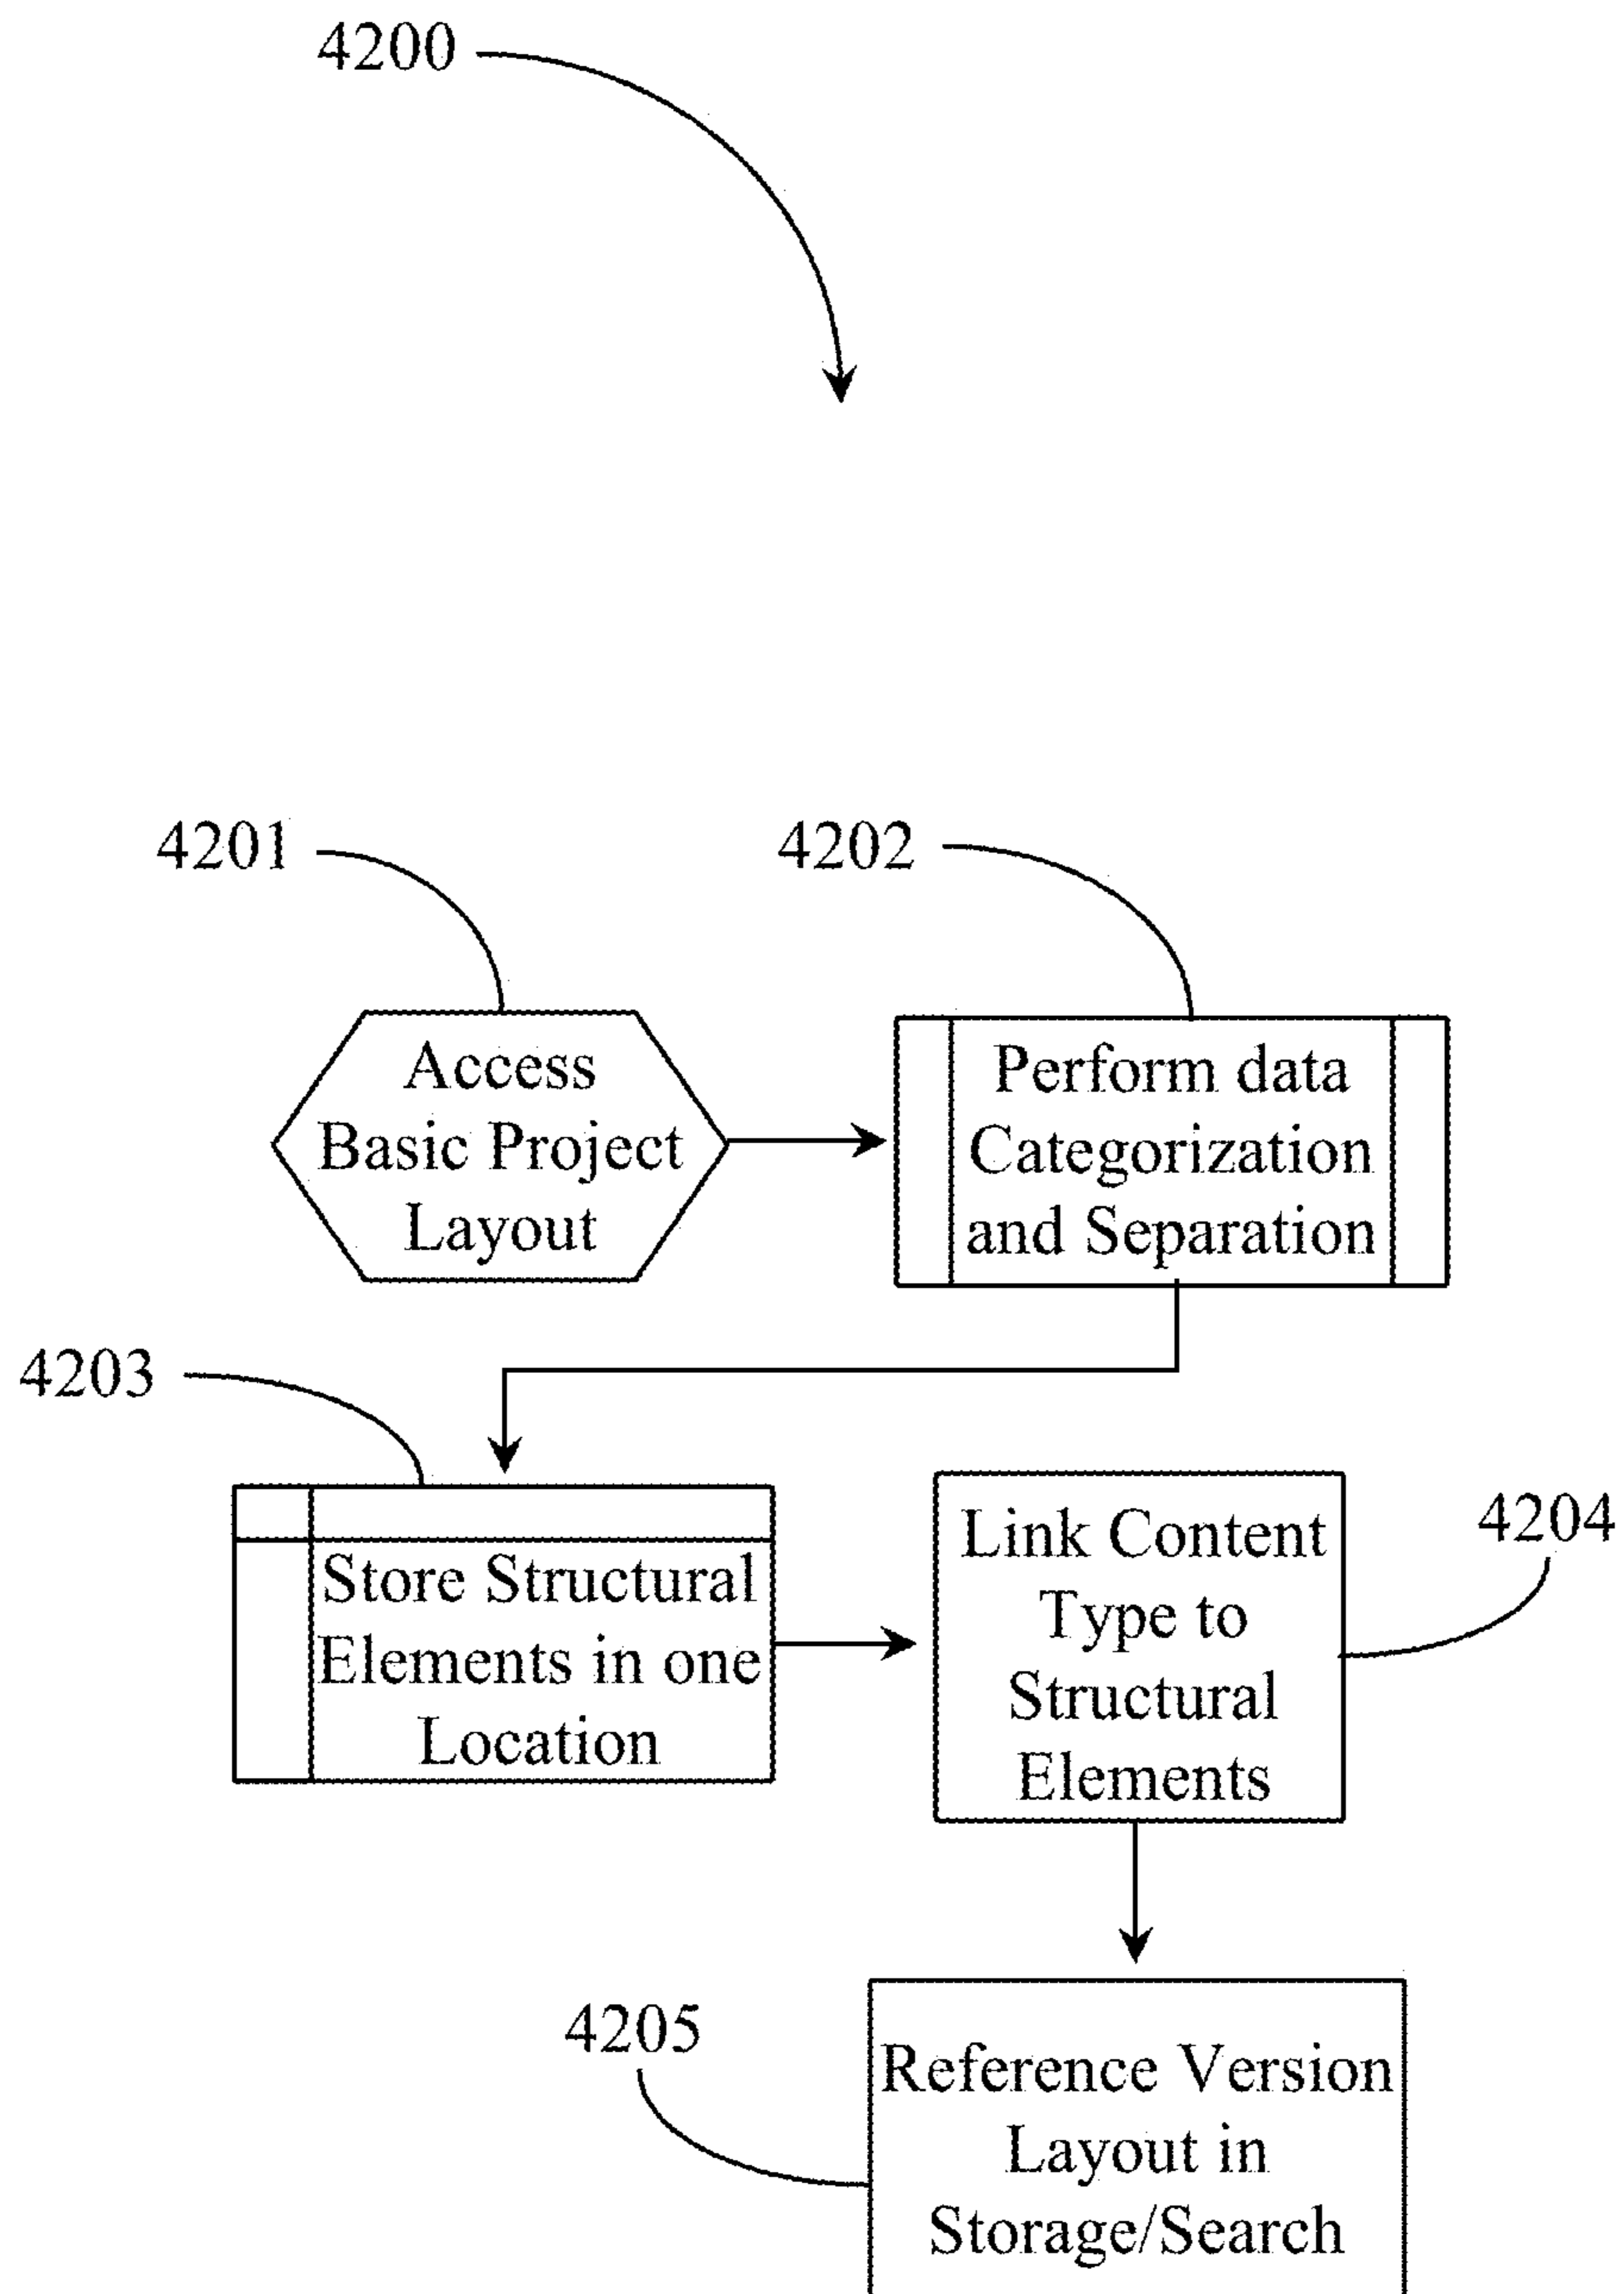 4200
4201
4202
Access
Basic Project
Layout
Perform data
Categorization
and Separation
4203
Store Structural
Elements in one
Location
Link Content
Type to
Structural
Elements
4204
4205
Reference Version
Layout in
Storage/Search